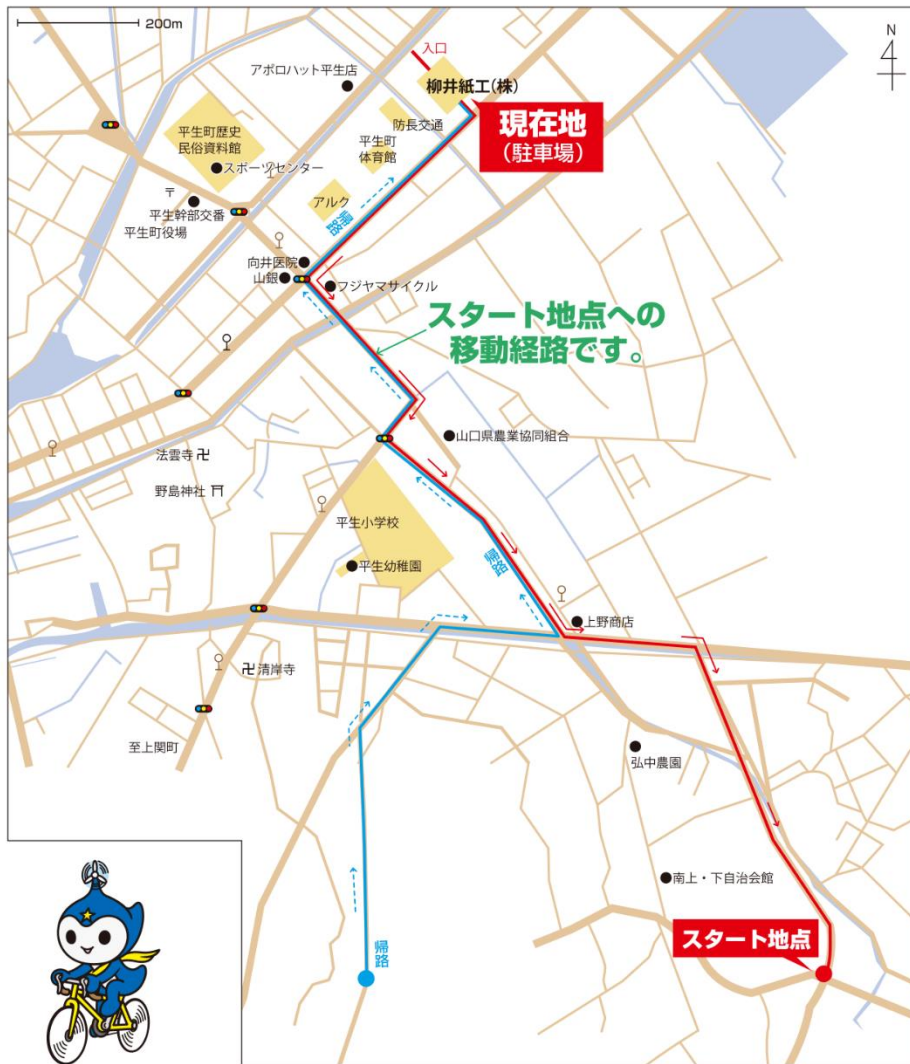 200m
N
入口
アポロハット平生店
柳井紙工(株)
現在地
(駐車場)
防長交通
平生町歴史
民俗資料館
平生町
体育館
スポーツセンター
〒
アルク
平生幹部交番
平生町役場
帰路
向井医院
山銀
フジヤマサイクル
スタート地点への
移動経路です。
山口県農業協同組合
法雲寺卍
野島神社
平生小学校
平生幼稚園
帰路
上野商店
卍清岸寺
至上関町
弘中農園
南上・下自治会館
スタート地点
帰路